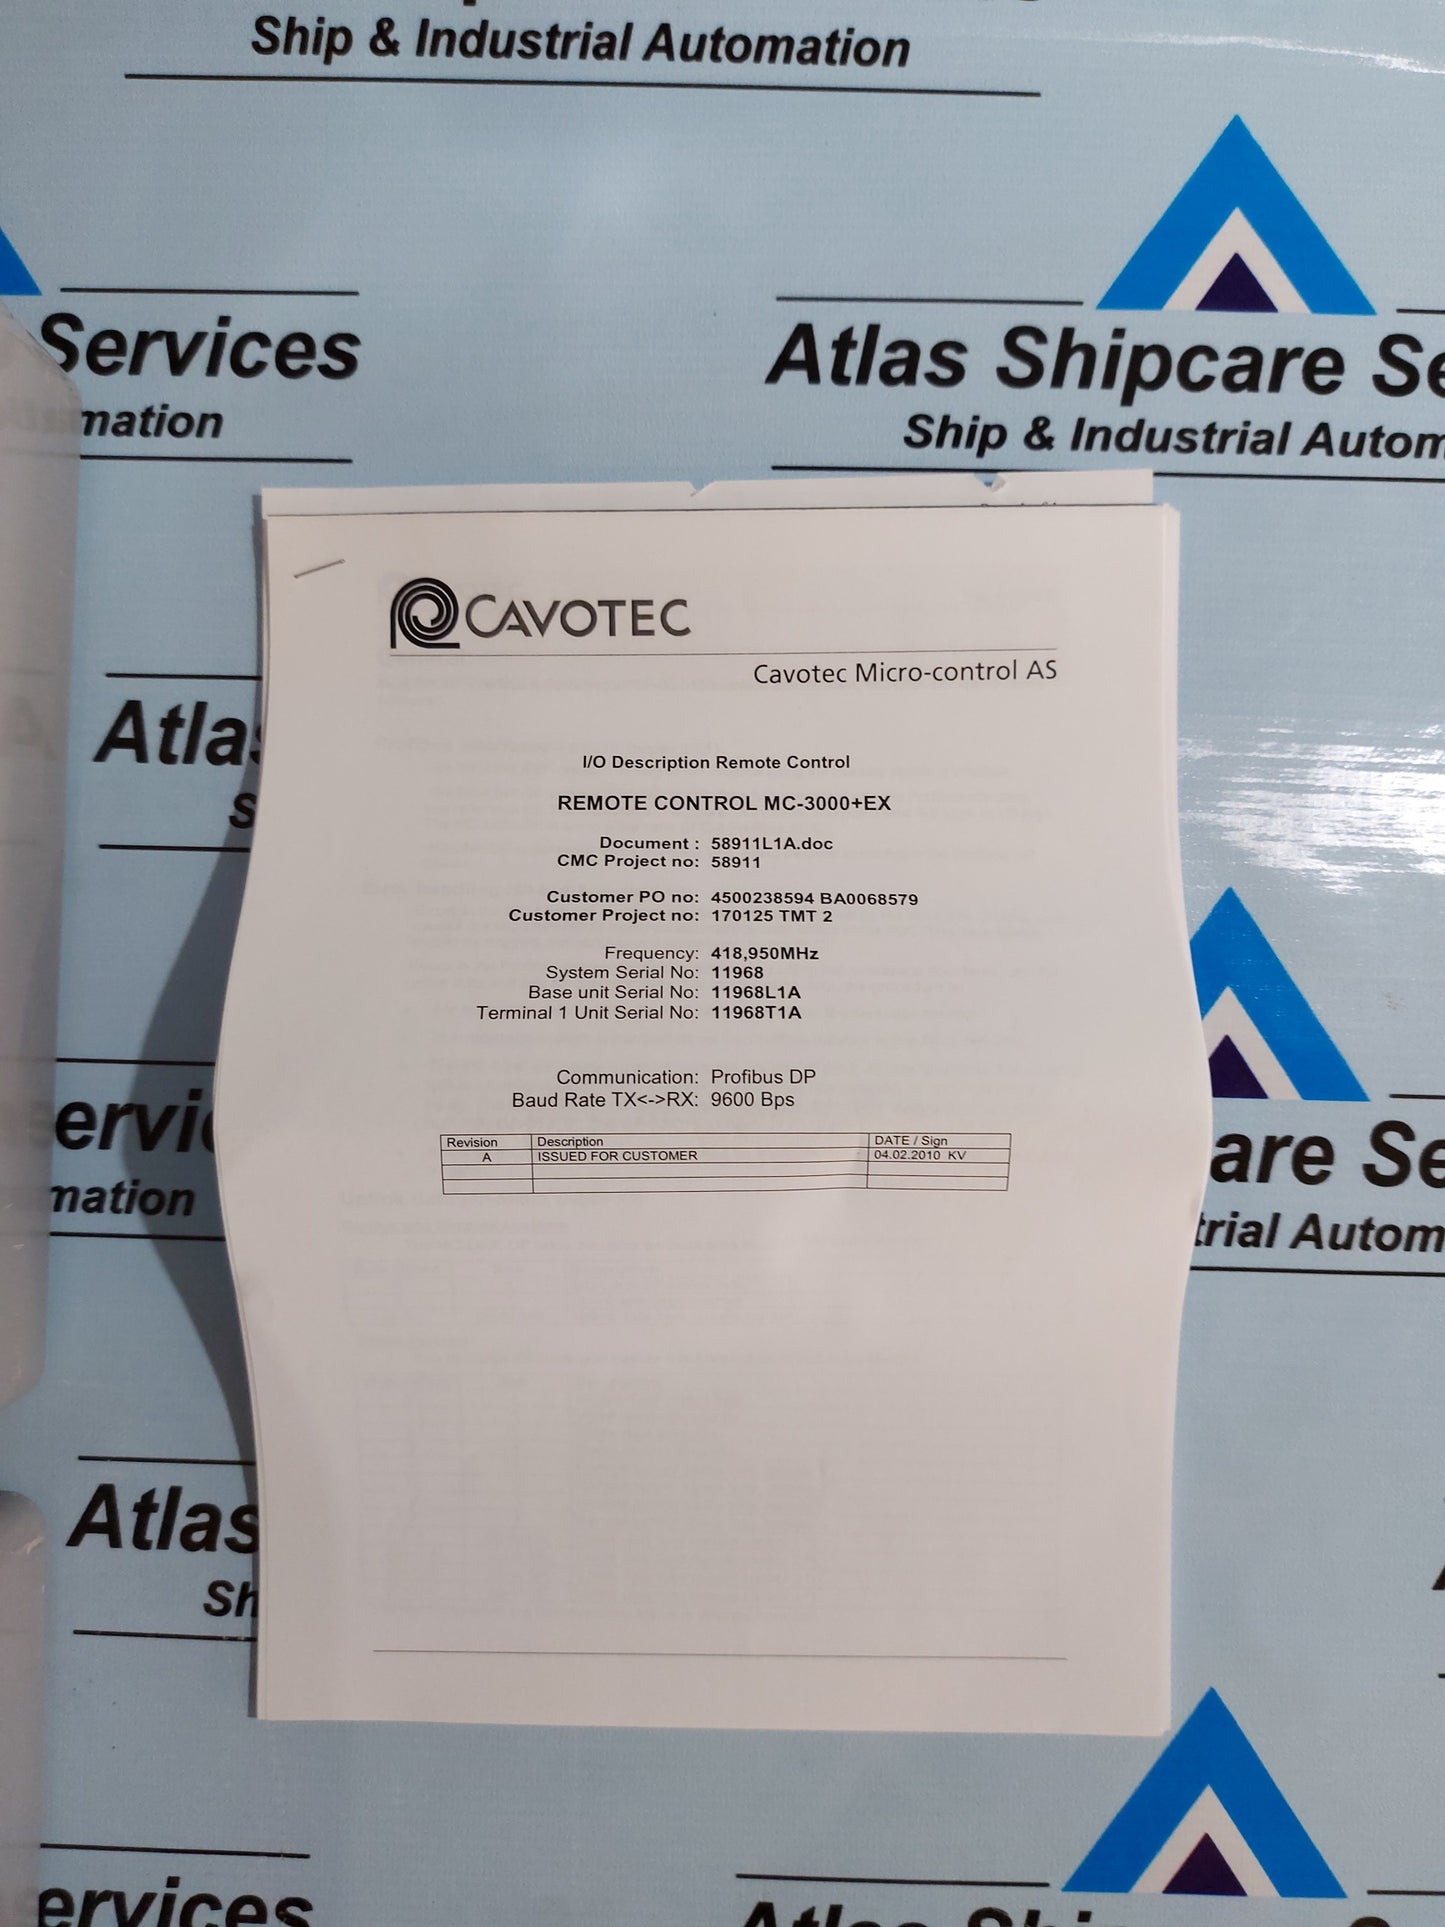 Ship & Industrial Automation
Services
mation
Atlas Shipcare Se
Ship & Industrial Autom
CAVOTEC
Cavotec Micro-control AS
I/O Description Remote Control
REMOTE CONTROL MC-3000+EX
Document : 58911L1A.doc
CMC Project no: 58911
Customer PO no: 4500238594 BA0068579
Customer Project no: 170125 TMT 2
Frequency: 418,950MHz
System Serial No: 11968
Base unit Serial No: 11968L1A
Terminal 1 Unit Serial No: 11968T1A
Communication: Profibus DP
Baud Rate TX<->RX: 9600 Bps
Revision Description DATE / Sign
A ISSUED FOR CUSTOMER 04.02.2010 KV
Atlas
S
ervic
mation
are Se
trial Autom
Atlas
Sh
ervices